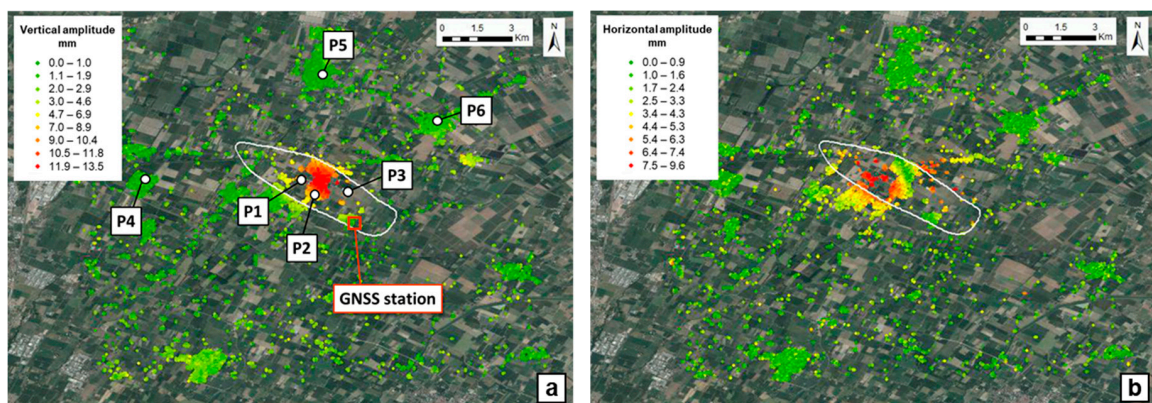 Vertical amplitude
mm
0.0 – 1.0
1.1 – 1.9
2.0 – 2.9
3.0 – 4.6
4.7 – 6.9
7.0 – 8.9
9.0 – 10.4
10.5 – 11.8
11.9 – 13.5
0 1.5 3
Km
N
P5
P6
P4
P1
P2
P3
GNSS station
a
Horizontal amplitude
mm
0.0 – 0.9
1.0 – 1.6
1.7 – 2.4
2.5 – 3.3
3.4 – 4.3
4.4 – 5.3
5.4 – 6.3
6.4 – 7.4
7.5 – 9.6
0 1.5 3
Km
N
b